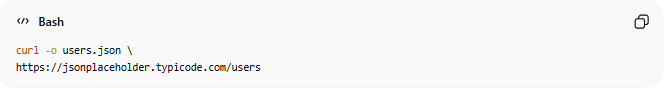 Bash
curl -o users.json \
https://jsonplaceholder.typicode.com/users